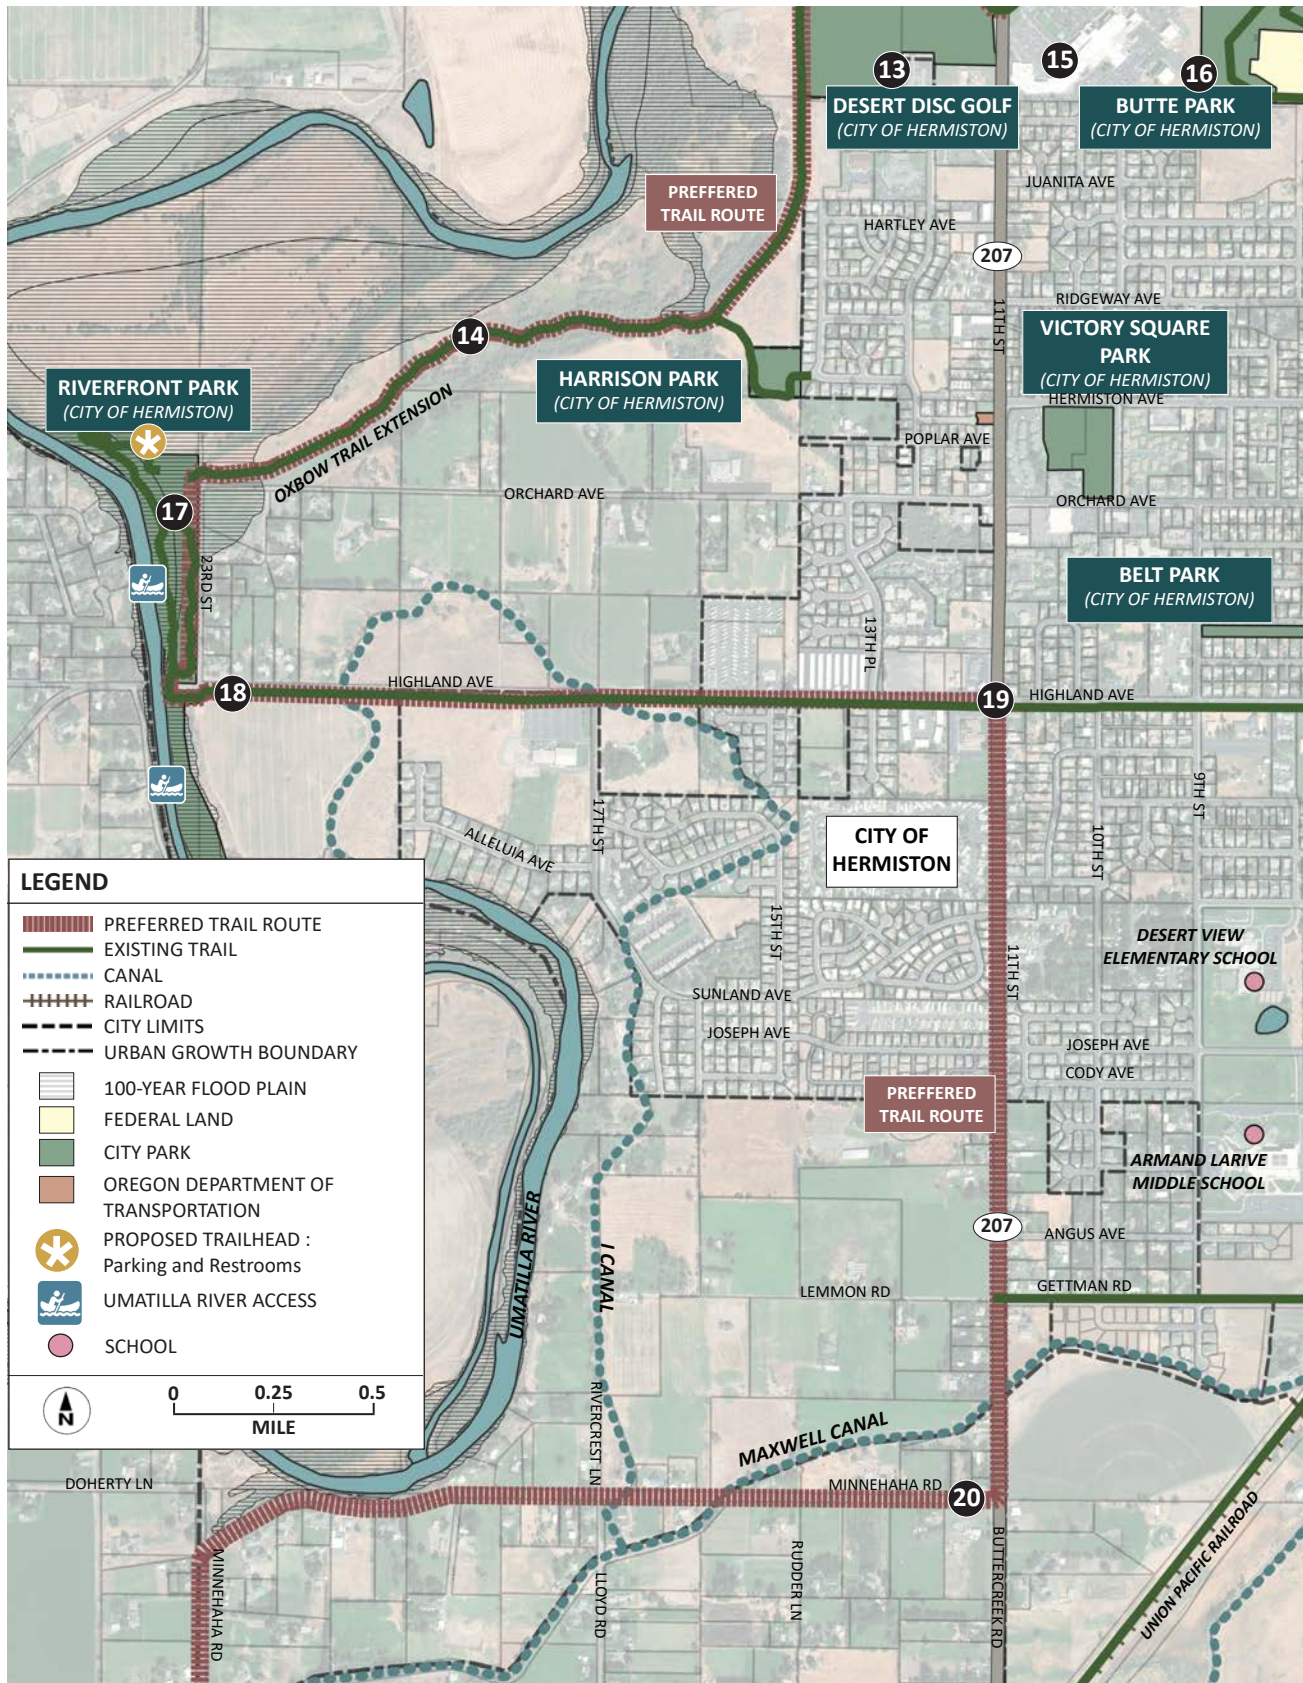 13
15
16
DESERT DISC GOLF
(CITY OF HERMISTON)
BUTTE PARK
(CITY OF HERMISTON)
JUANITA AVE
PREFFERED
TRAIL ROUTE
HARTLEY AVE
207
RIDGEWAY AVE
11TH ST
VICTORY SQUARE
PARK
(CITY OF HERMISTON)
HERMISTON AVE
14
HARRISON PARK
(CITY OF HERMISTON)
RIVERFRONT PARK
(CITY OF HERMISTON)
OXBOW TRAIL EXTENSION
POPLAR AVE
ORCHARD AVE
ORCHARD AVE
17
23RD ST
BELT PARK
(CITY OF HERMISTON)
13TH PL
18
HIGHLAND AVE
19
HIGHLAND AVE
9TH ST
17TH ST
ALLELUIA AVE
CITY OF
HERMISTON
10TH ST
15TH ST
11TH ST
DESERT VIEW
ELEMENTARY SCHOOL
SUNLAND AVE
JOSEPH AVE
JOSEPH AVE
CODY AVE
PREFFERED
TRAIL ROUTE
ARMAND LARIVE
MIDDLE SCHOOL
207
ANGUS AVE
UMATILLA RIVER
I CANAL
LEMMON RD
GETTMAN RD
RIVERCREST LN
MAXWELL CANAL
DOHERTY LN
MINNEHAHA RD
20
UNION PACIFIC RAILROAD
MINNEHAHA RD
LLOYD RD
RUDDER LN
BUTTERCREEK RD
LEGEND
PREFERRED TRAIL ROUTE
EXISTING TRAIL
CANAL
RAILROAD
CITY LIMITS
URBAN GROWTH BOUNDARY
100-YEAR FLOOD PLAIN
FEDERAL LAND
CITY PARK
OREGON DEPARTMENT OF
TRANSPORTATION
PROPOSED TRAILHEAD :
Parking and Restrooms
UMATILLA RIVER ACCESS
SCHOOL
N
0 0.25 0.5
MILE